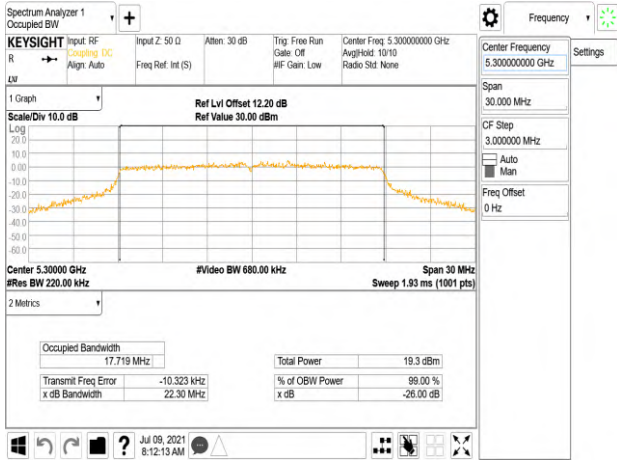 Spectrum Analyzer 1
Occupied BW
Frequency
KEYSIGHT
R
Input: RF
Coupling: DC
Align: Auto
Input Z: 50 Ω
Freq Ref: Int (S)
Atten: 30 dB
Trig: Free Run
Gate: Off
#IF Gain: Low
Center Freq: 5.300000000 GHz
Avg|Hold: 10/10
Radio Std: None
Center Frequency
5.300000000 GHz
Settings
Span
30.000 MHz
CF Step
3.000000 MHz
Auto
Man
Freq Offset
0 Hz
1 Graph
Scale/Div 10.0 dB
Ref Lvl Offset 12.20 dB
Ref Value 30.00 dBm
Log
20.0
10.0
0.00
-10.0
-20.0
-30.0
-40.0
-50.0
-60.0
Center 5.30000 GHz
#Res BW 220.00 kHz
#Video BW 680.00 kHz
Span 30 MHz
Sweep 1.93 ms (1001 pts)
2 Metrics
Occupied Bandwidth
17.719 MHz
Total Power 19.3 dBm
Transmit Freq Error -10.323 kHz
% of OBW Power 99.00 %
x dB Bandwidth 22.30 MHz
x dB -26.00 dB
?
Jul 09, 2021
8:12:13 AM